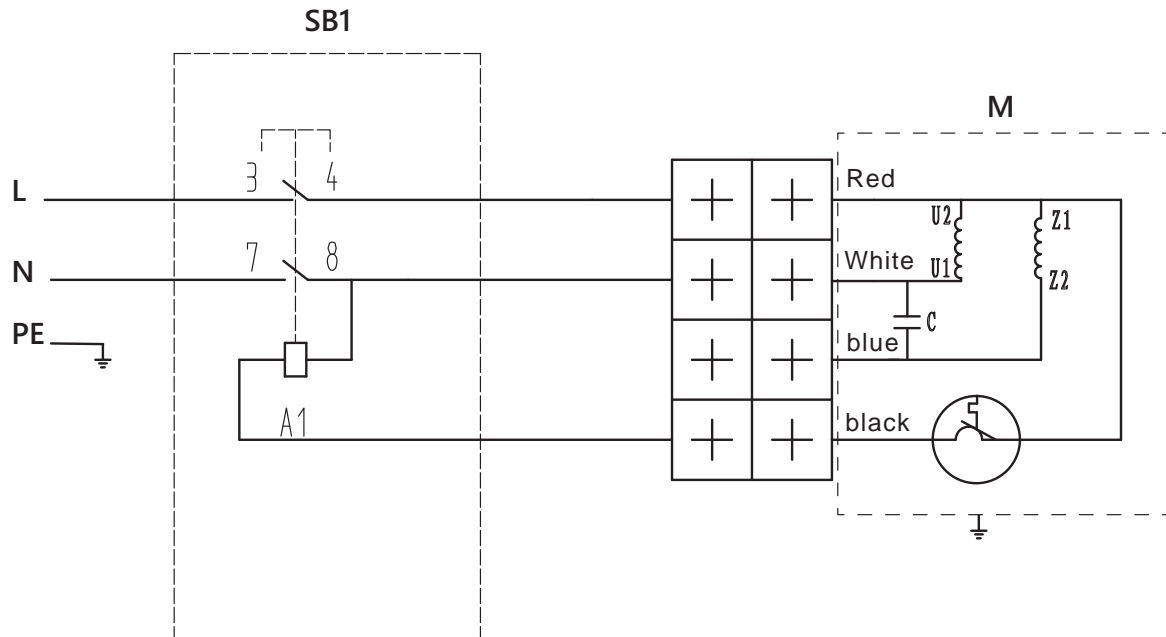 SB1
M
3 4
L
Red
U2 Z1
7 8
N
White
U1 Z2
PE
C
blue
A1
black